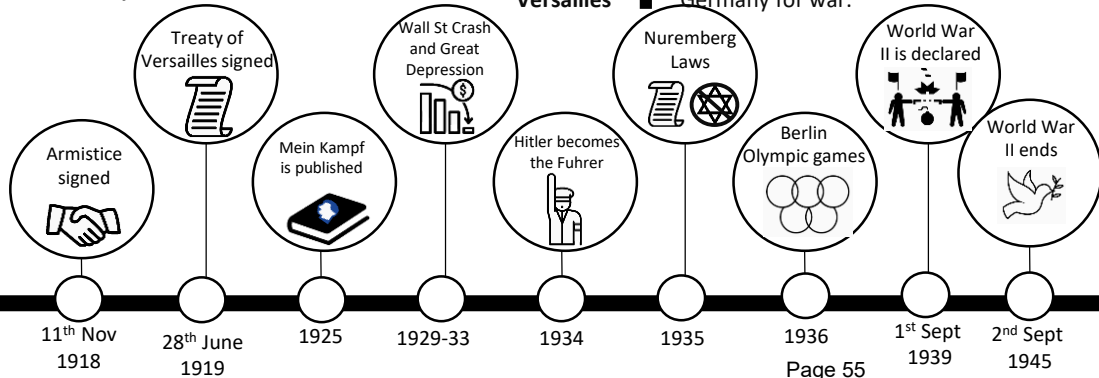 Versailles
Germany for war.
Treaty of
Versailles signed
Wall St Crash
and Great
Depression
$
Nuremberg
Laws
World War
II is declared
Armistice
signed
Mein Kampf
is published
Hitler becomes
the Fuhrer
Berlin
Olympic games
World War
II ends
11th Nov
1918
28th June
1919
1925
1929-33
1934
1935
1936
1st Sept
1939
2nd Sept
1945
Page 55